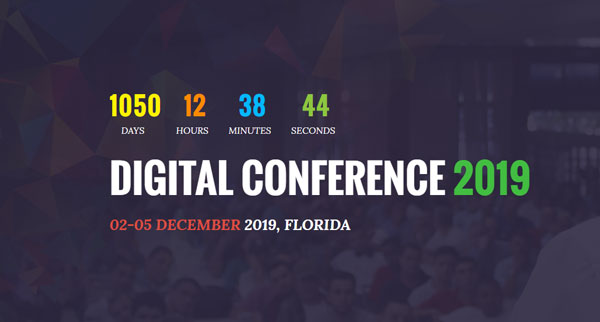 1050 12 38 44
DAYS HOURS MINUTES SECONDS
DIGITAL CONFERENCE 2019
02-05 DECEMBER 2019, FLORIDA